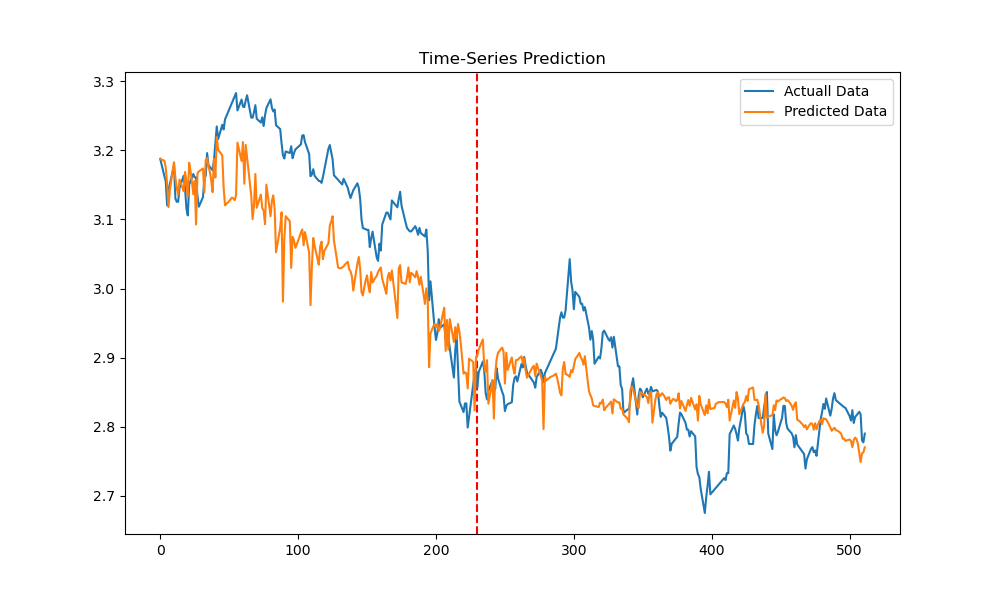 Time-Series Prediction
Actuall Data
Predicted Data
3.3
3.2
3.1
3.0
2.9
2.8
2.7
0 100 200 300 400 500